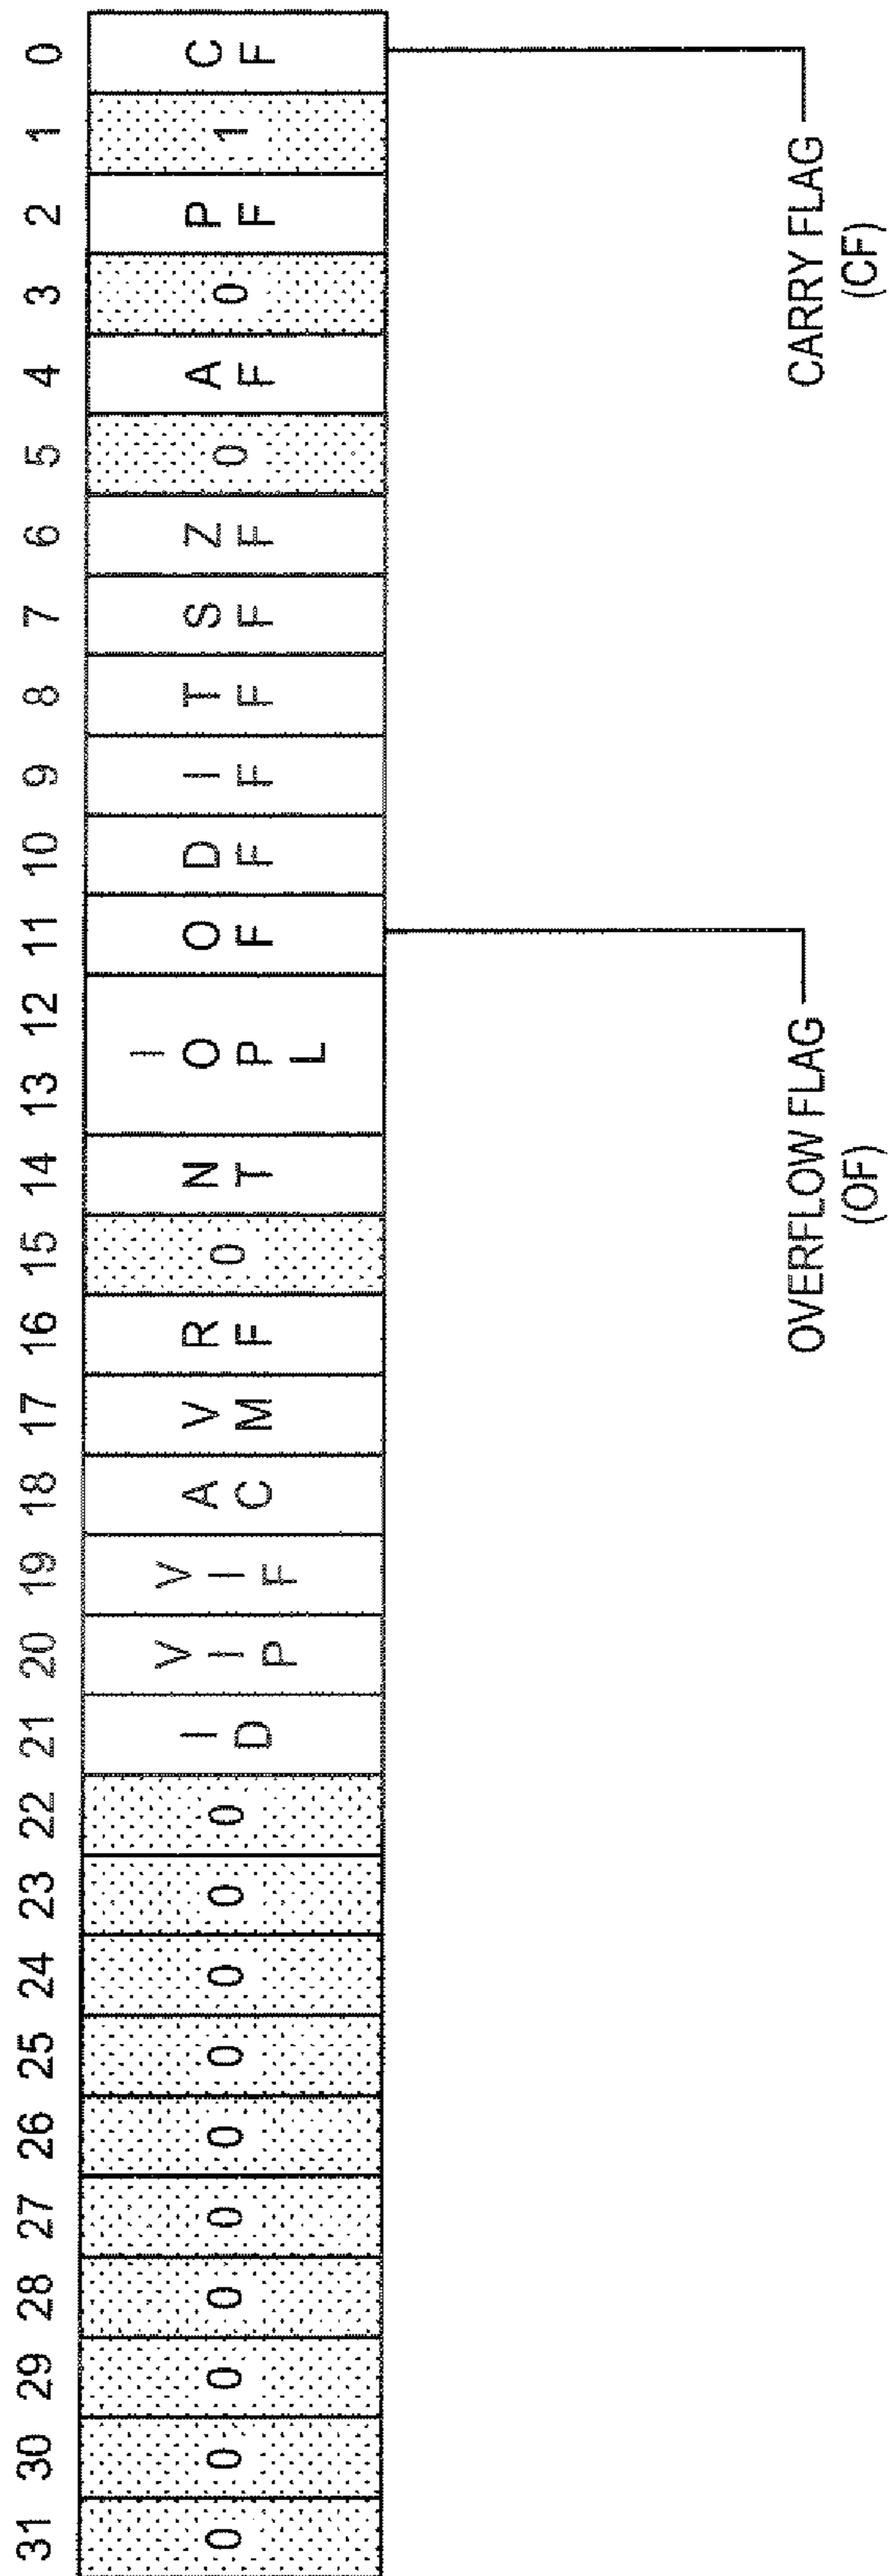 31 30 29 28 27 26 25 24 23 22 21 20 19 18 17 16 15 14 13 12 11 10 9 8 7 6 5 4 3 2 1 0
0 0 0 0 0 0 0 0 0 0 ID VIP VIF AC VM RF 0 NT IOPL OF DF IF TF SF ZF 0 AF 0 PF 1 CF
OVERFLOW FLAG
(OF)
CARRY FLAG
(CF)